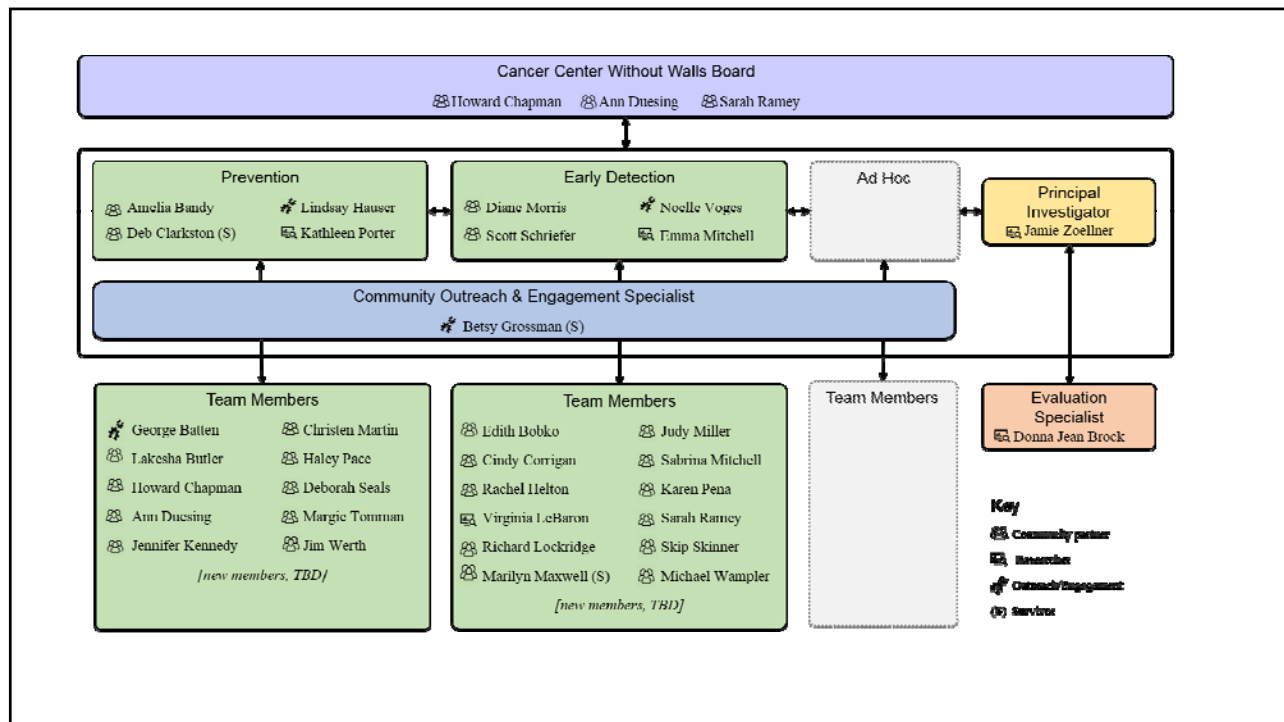 Cancer Center Without Walls Board
Howard Chapman Ann Duesing Sarah Ramey
Prevention
Amelia Bandy Lindsay Hauser
Deb Clarkston (S) Kathleen Porter
Early Detection
Diane Morris Noelle Voges
Scott Schriefer Emma Mitchell
Ad Hoc
Principal
Investigator
Jamie Zoellner
Community Outreach & Engagement Specialist
Betsy Grossman (S)
Team Members
George Batten Christen Martin
Lakesha Butler Haley Pace
Howard Chapman Deborah Seals
Ann Duesing Margie Tomman
Jennifer Kennedy Jim Werth
[new members, TBD]
Team Members
Edith Bobko Judy Miller
Cindy Corrigan Sabrina Mitchell
Rachel Helton Karen Pena
Virginia LeBaron Sarah Ramey
Richard Lockridge Skip Skinner
Marilyn Maxwell (S) Michael Wampler
[new members, TBD]
Team Members
Evaluation
Specialist
Donna Jean Brock
Key
Community partner
Researcher
Outreach/Engagement
(S) Survivor